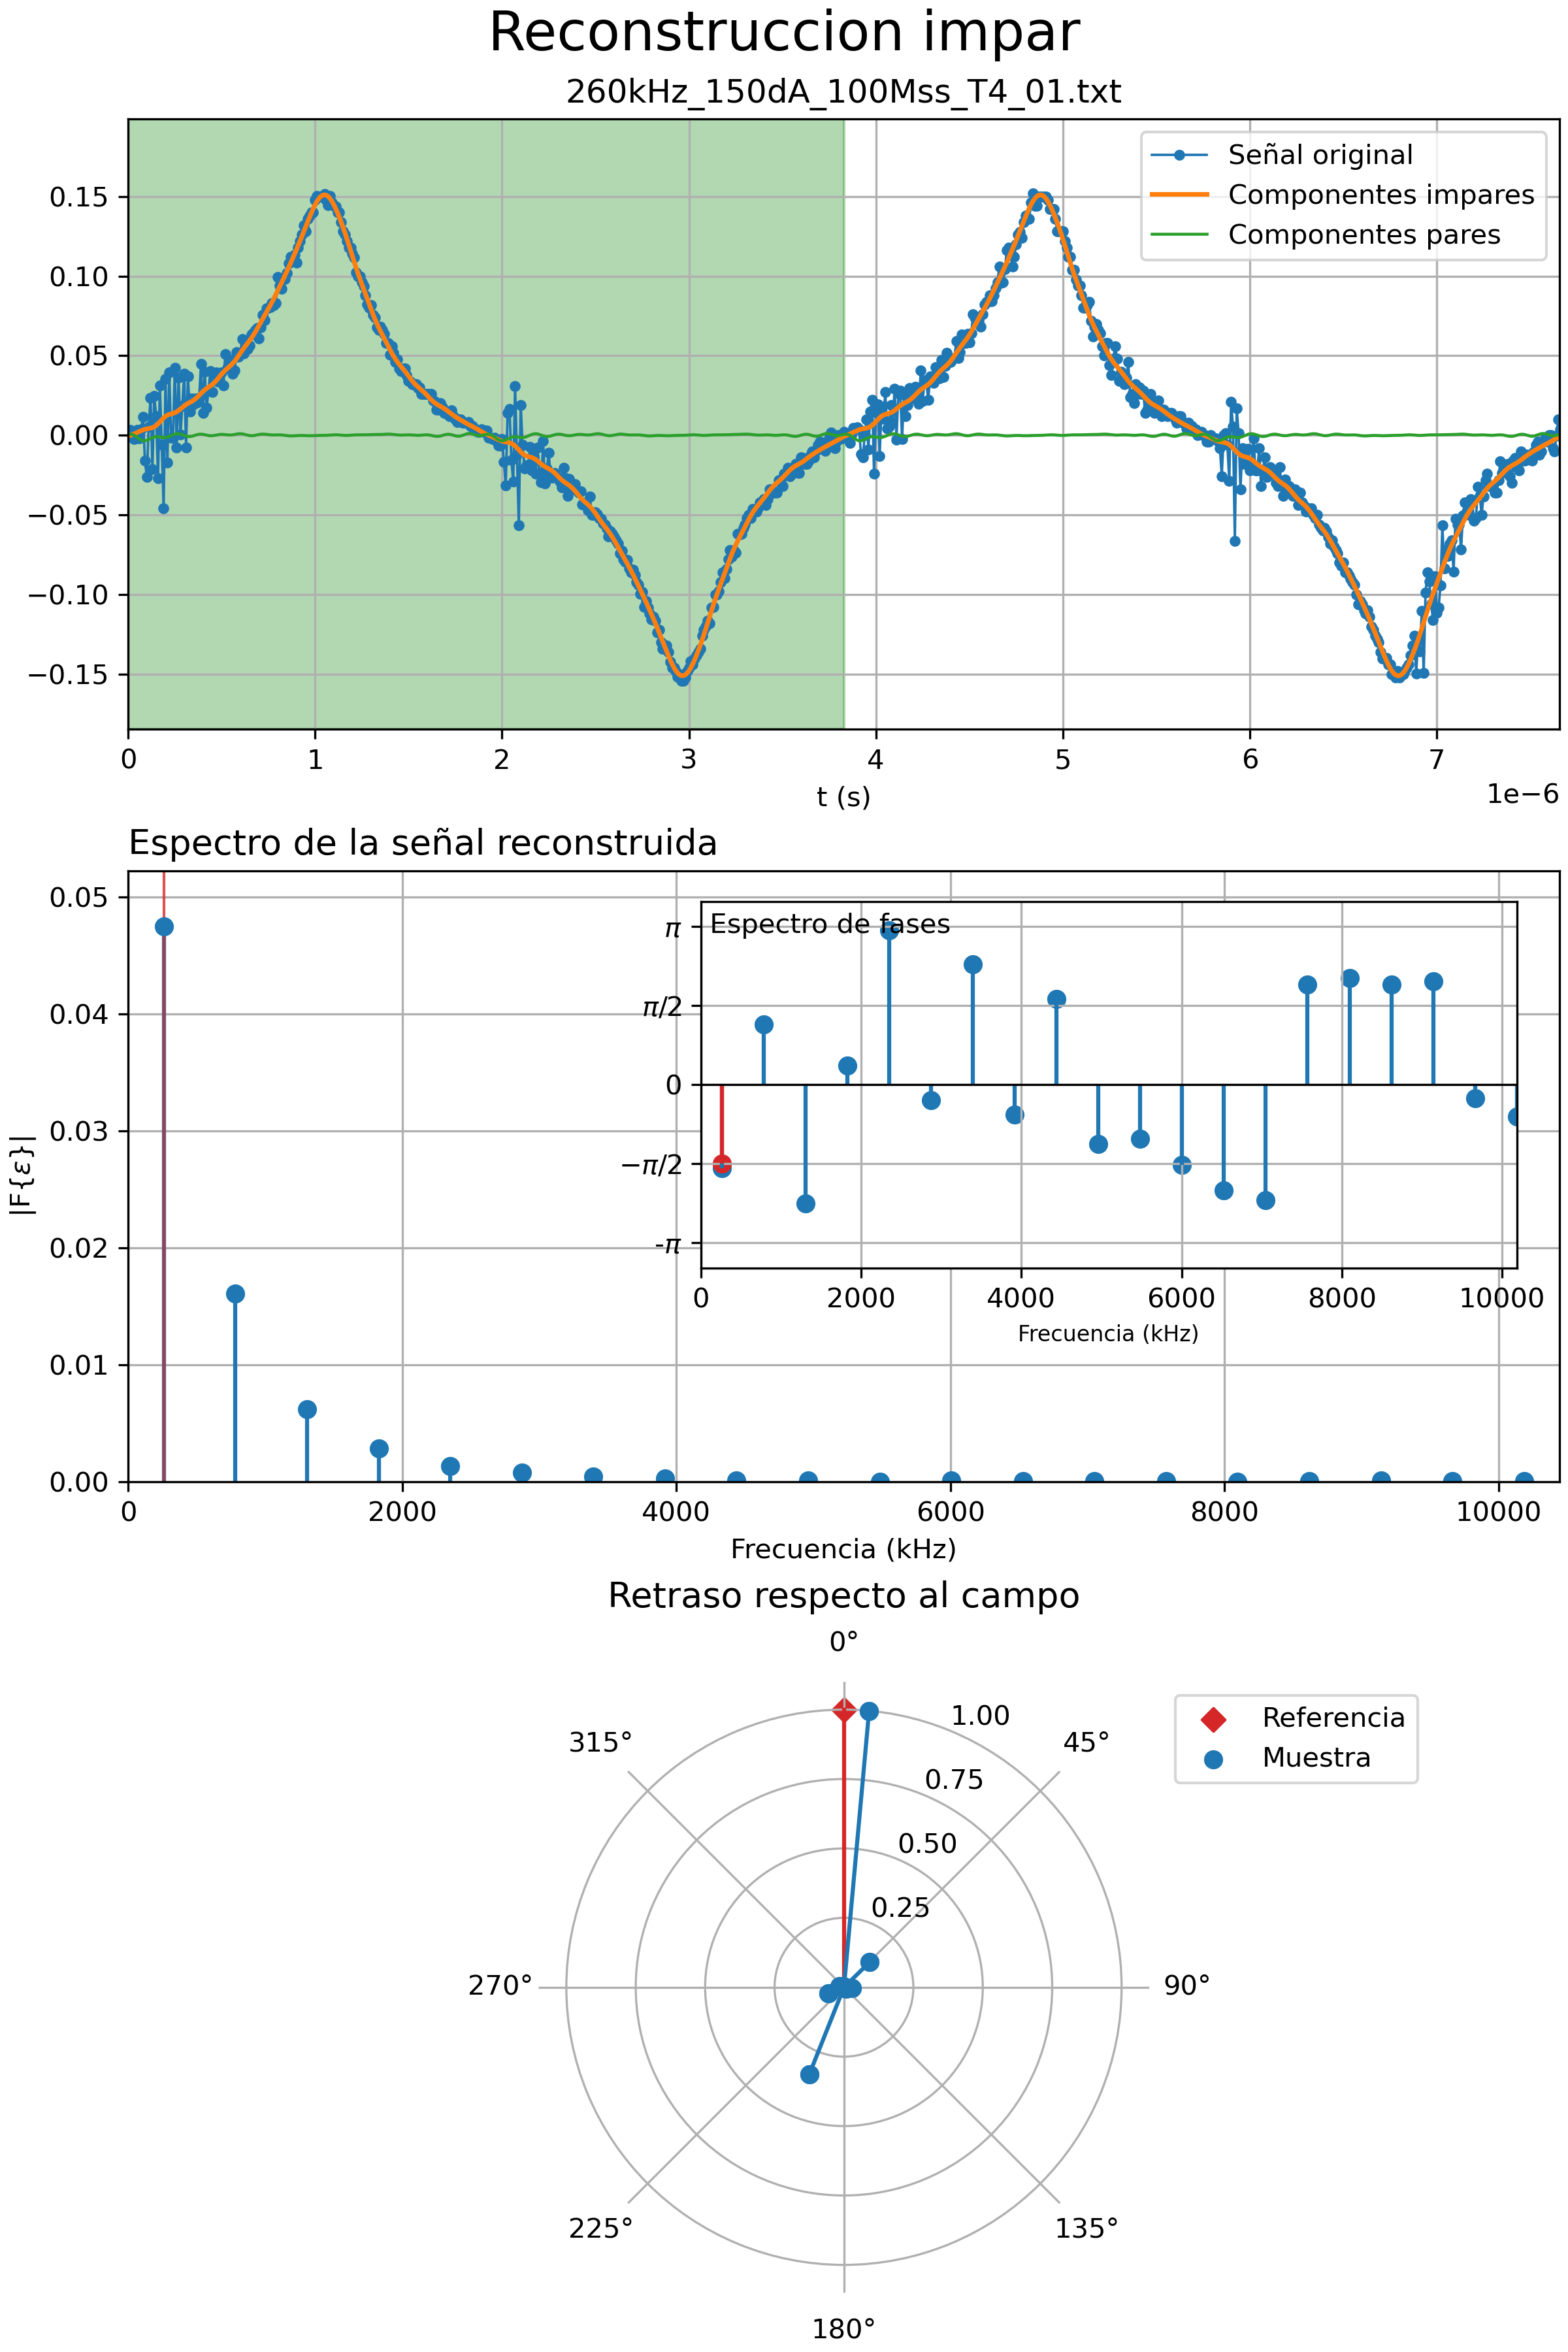 Reconstruccion impar
260kHz_150dA_100Mss_T4_01.txt
Señal original
Componentes impares
Componentes pares
0.15
0.10
0.05
0.00
−0.05
−0.10
−0.15
0 1 2 3 4 5 6 7
t (s)
1e−6
Espectro de la señal reconstruida
|F{ε}|
0.05
0.04
0.03
0.02
0.01
0.00
Espectro de fases
π
π/2
0
−π/2
-π
0 2000 4000 6000 8000 10000
Frecuencia (kHz)
0 2000 4000 6000 8000 10000
Frecuencia (kHz)
Retraso respecto al campo
0°
45°
90°
135°
180°
225°
270°
315°
1.00
0.75
0.50
0.25
Referencia
Muestra